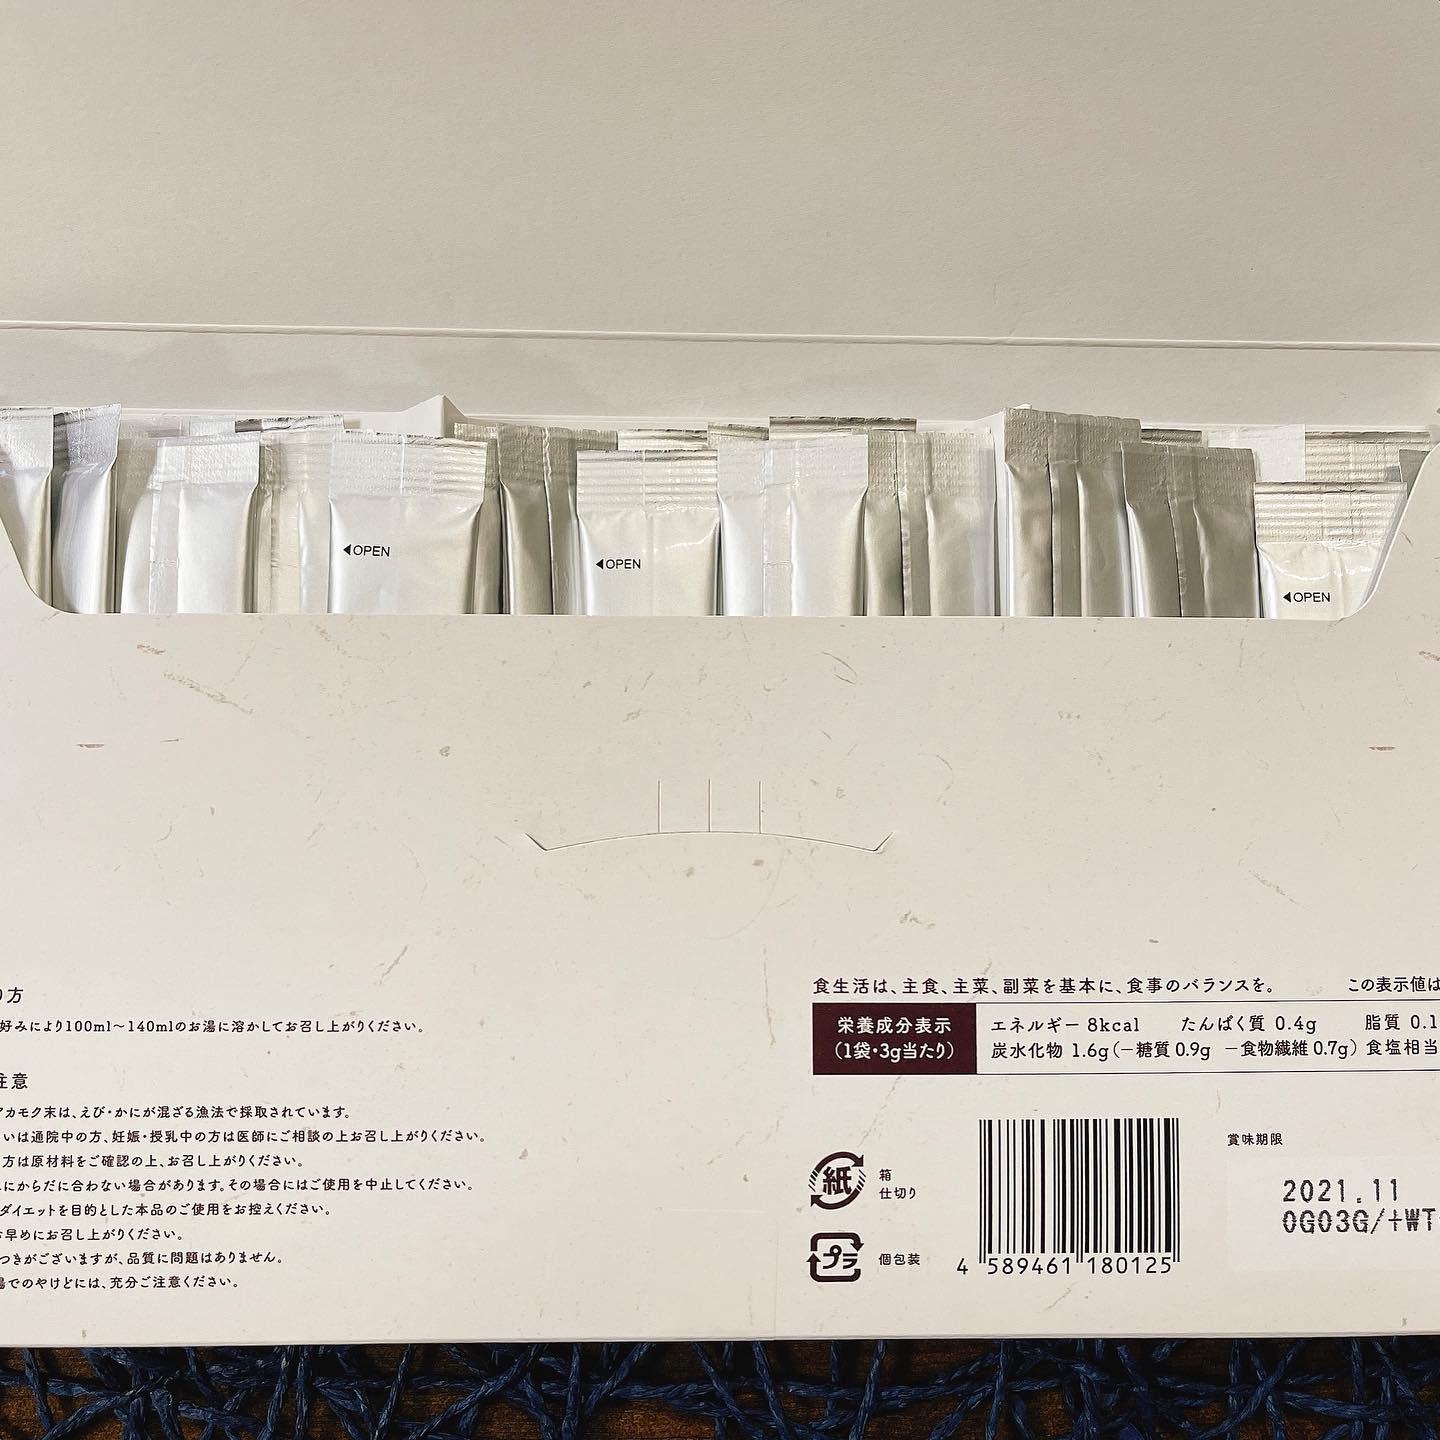 ◀OPEN
◀OPEN
◀OPEN
り方
好みにより100ml〜140mlのお湯に溶かしてお召し上がりください。
注意
アカモク末は、えび・かにが混ざる漁法で採取されています。
いは通院中の方、妊娠・授乳中の方は医師にご相談の上お召し上がりください。
方は原材料をご確認の上、お召し上がりください。
にからだに合わない場合があります。その場合にはご使用を中止してください。
ダイエットを目的とした本品のご使用をお控えください。
お早めにお召し上がりください。
つきがございますが、品質に問題はありません。
湯でのやけどには、充分ご注意ください。
食生活は、主食、主菜、副菜を基本に、食事のバランスを。 この表示値は
栄養成分表示
(1袋・3g当たり)
エネルギー 8kcal たんぱく質 0.4g 脂質 0.1
炭水化物 1.6g(－糖質 0.9g －食物繊維 0.7g) 食塩相当
紙
箱
仕切り
プラ
個包装
4 589461 180125
賞味期限
2021.11
0G03G/+WT